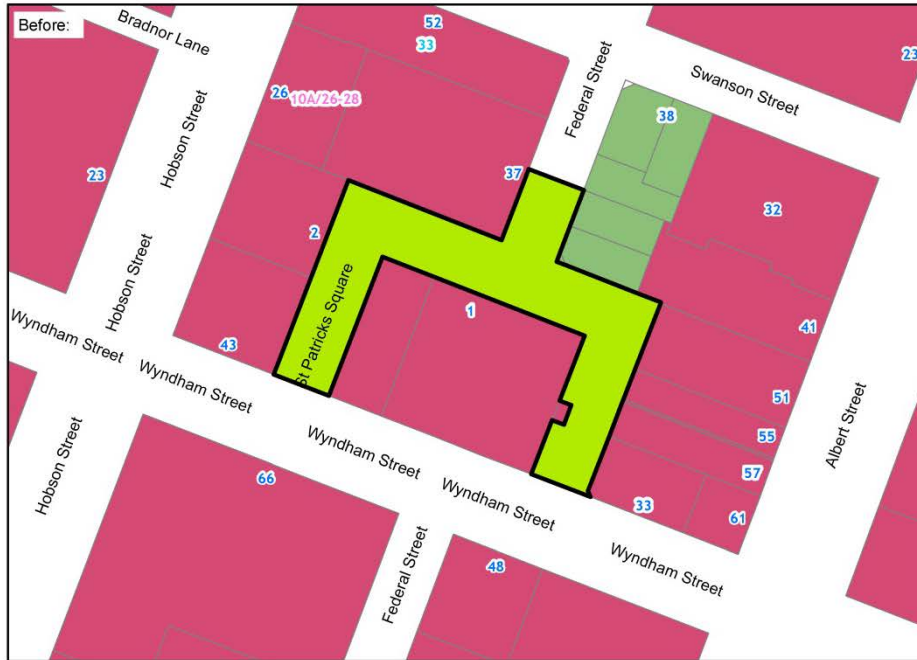 Before:
Bradnor Lane
52
33
23
Swanson Street
Federal Street
26
10A/26-28
38
Hobson Street
23
37
32
2
Hobson Street
St Patricks Square
1
41
Wyndham Street
43
Wyndham Street
51
Albert Street
55
Hobson Street
Wyndham Street
57
66
Wyndham Street
33
61
Federal Street
48
Wyndham Street